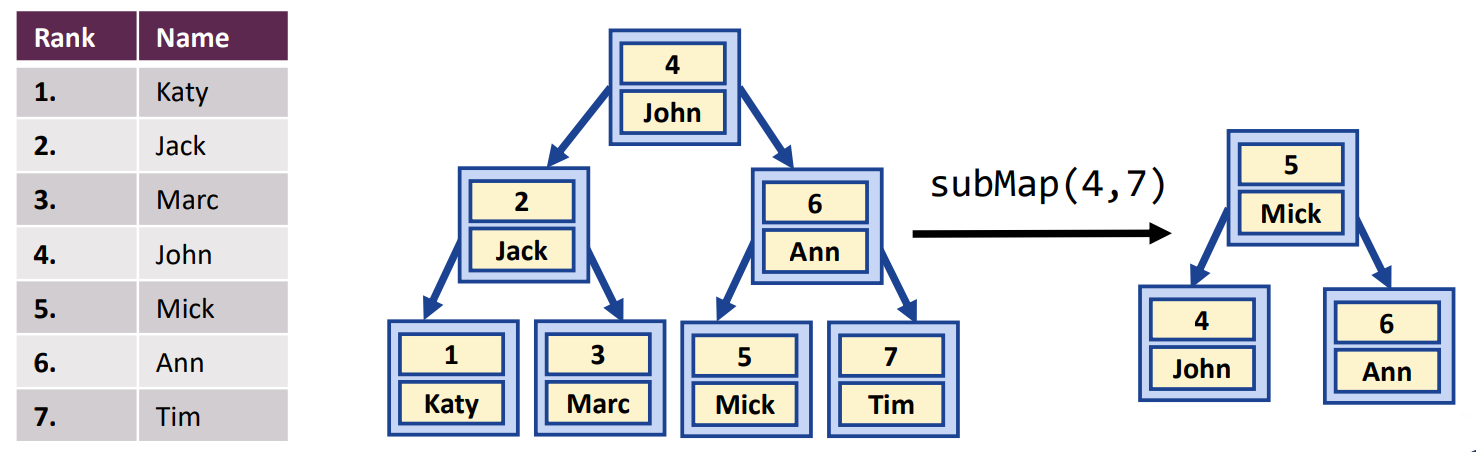 Rank Name
1. Katy
2. Jack
3. Marc
4. John
5. Mick
6. Ann
7. Tim
4
John
2
Jack
6
Ann
1
Katy
3
Marc
5
Mick
7
Tim
subMap(4,7)
5
Mick
4
John
6
Ann